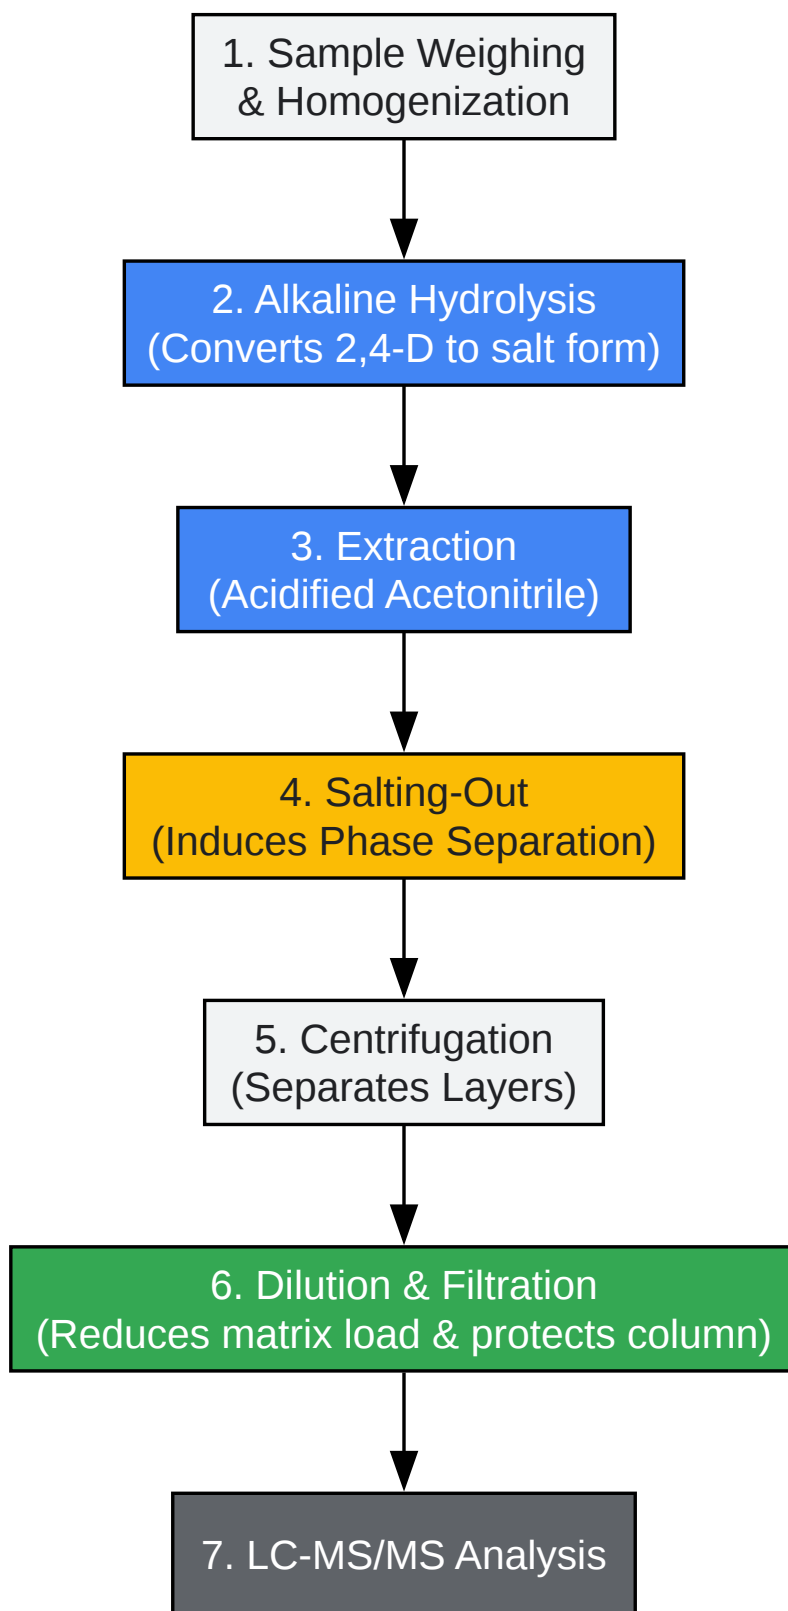 1. Sample Weighing
& Homogenization
2. Alkaline Hydrolysis
(Converts 2,4-D to salt form)
3. Extraction
(Acidified Acetonitrile)
4. Salting-Out
(Induces Phase Separation)
5. Centrifugation
(Separates Layers)
6. Dilution & Filtration
(Reduces matrix load & protects column)
7. LC-MS/MS Analysis